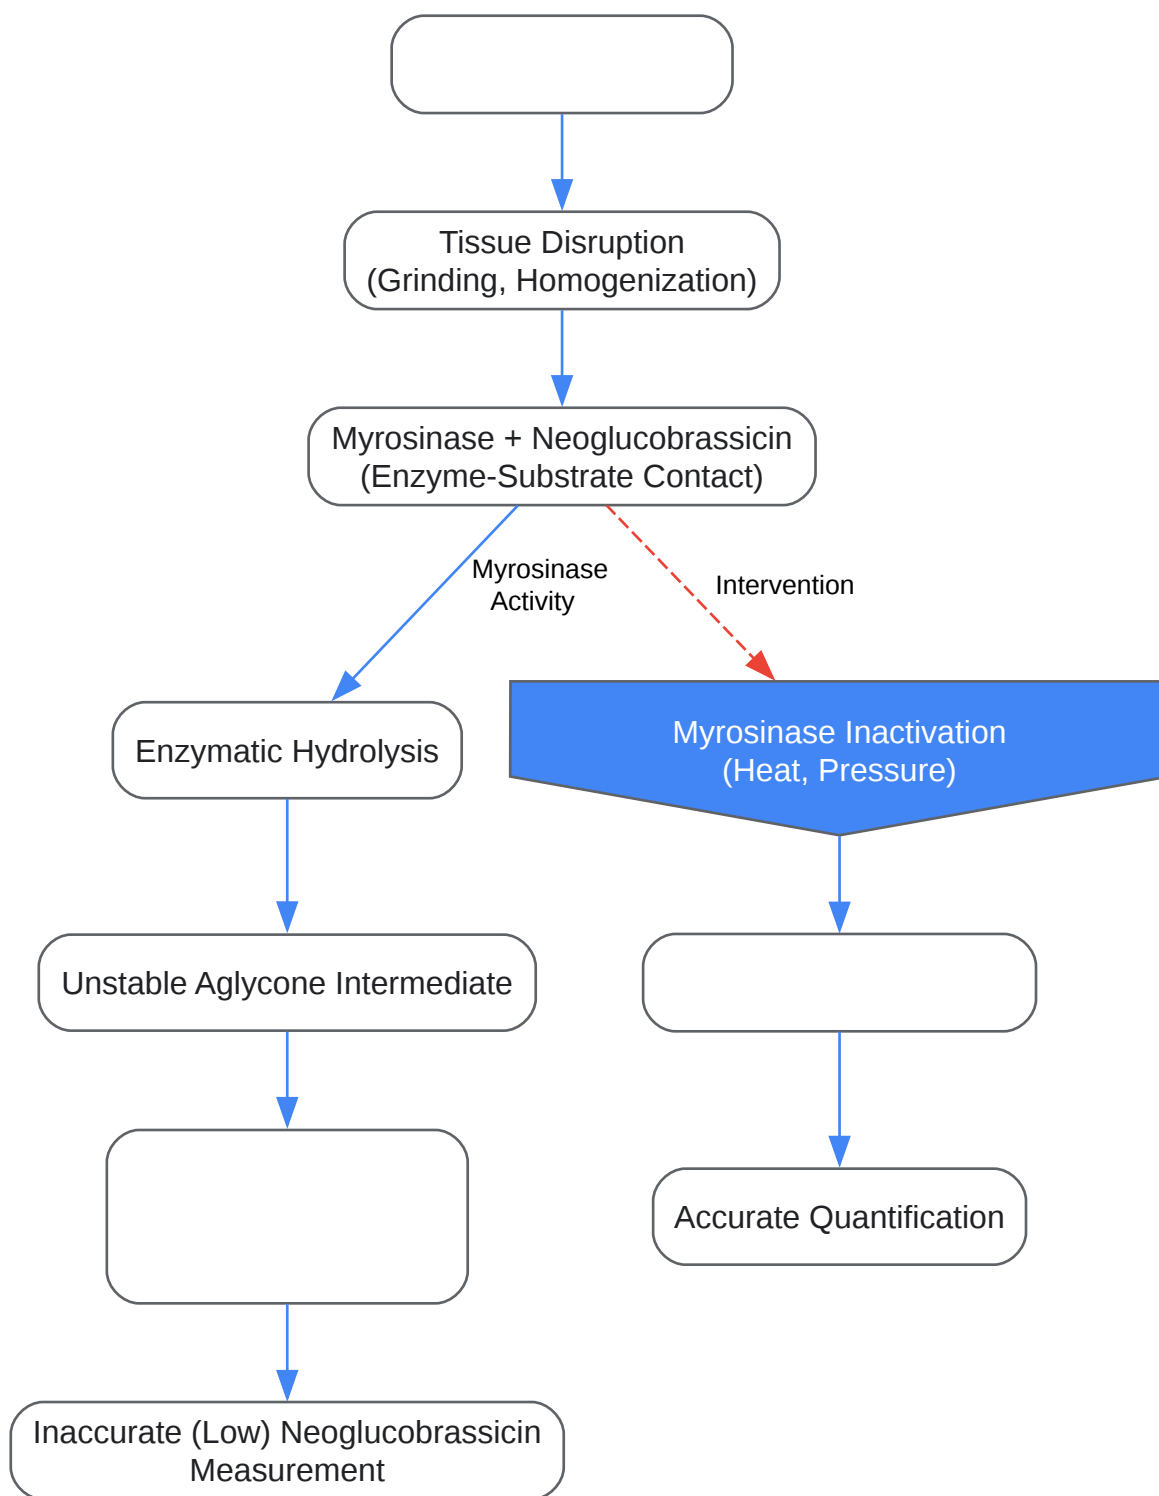 Tissue Disruption
(Grinding, Homogenization)
Myrosinase + Neoglucobrassicin
(Enzyme-Substrate Contact)
Myrosinase
Activity
Intervention
Enzymatic Hydrolysis
Myrosinase Inactivation
(Heat, Pressure)
Unstable Aglycone Intermediate
Accurate Quantification
Inaccurate (Low) Neoglucobrassicin
Measurement